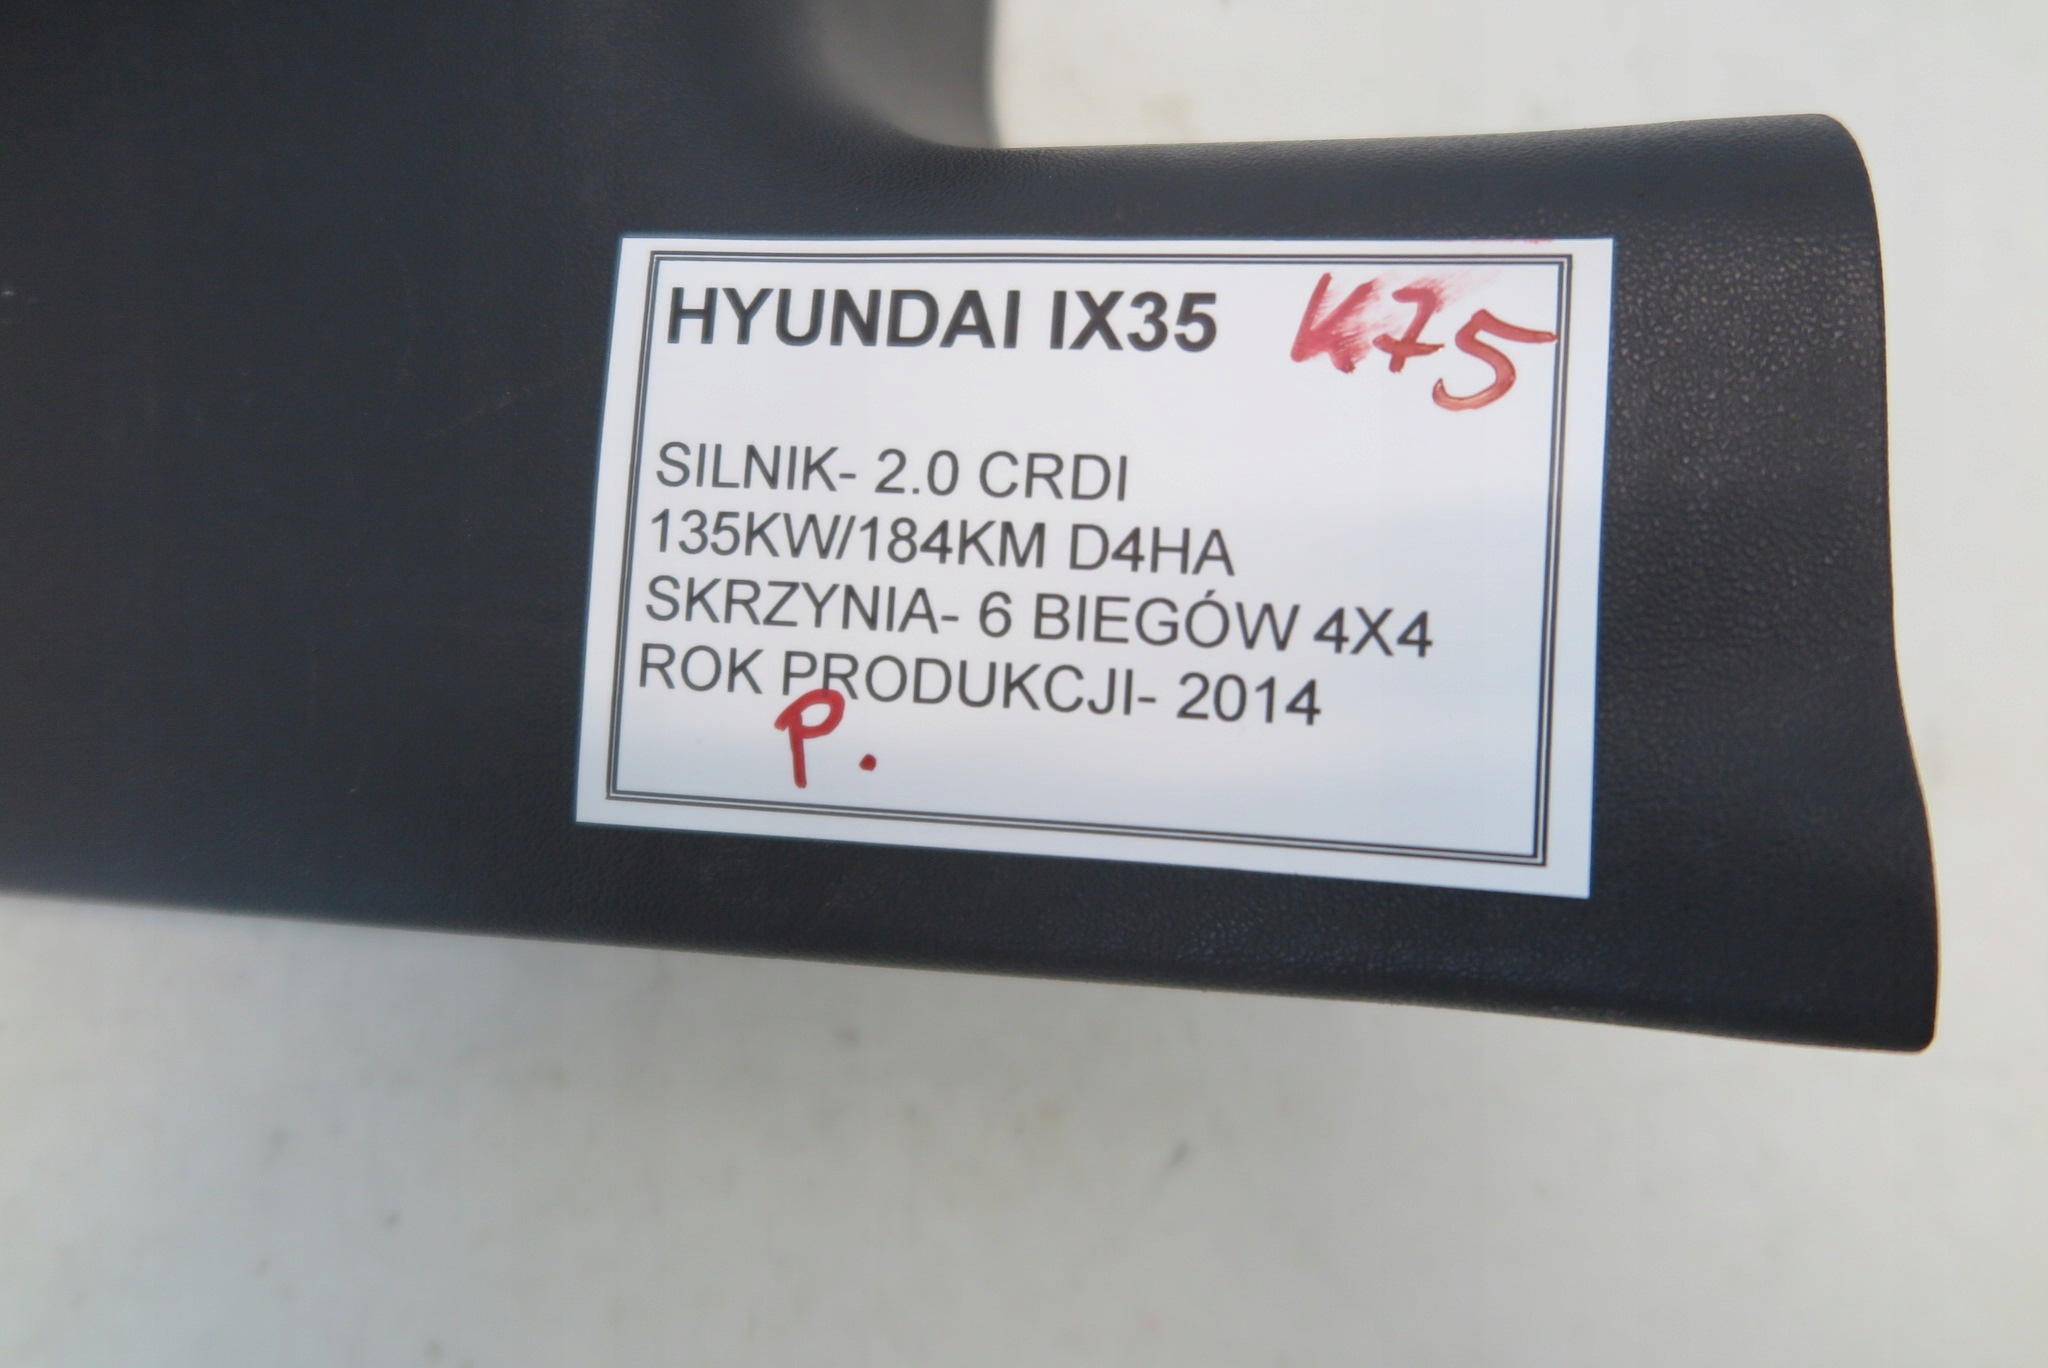 HYUNDAI IX35 K75
SILNIK- 2.0 CRDI
135KW/184KM D4HA
SKRZYNIA- 6 BIEGÓW 4X4
ROK PRODUKCJI- 2014
P.